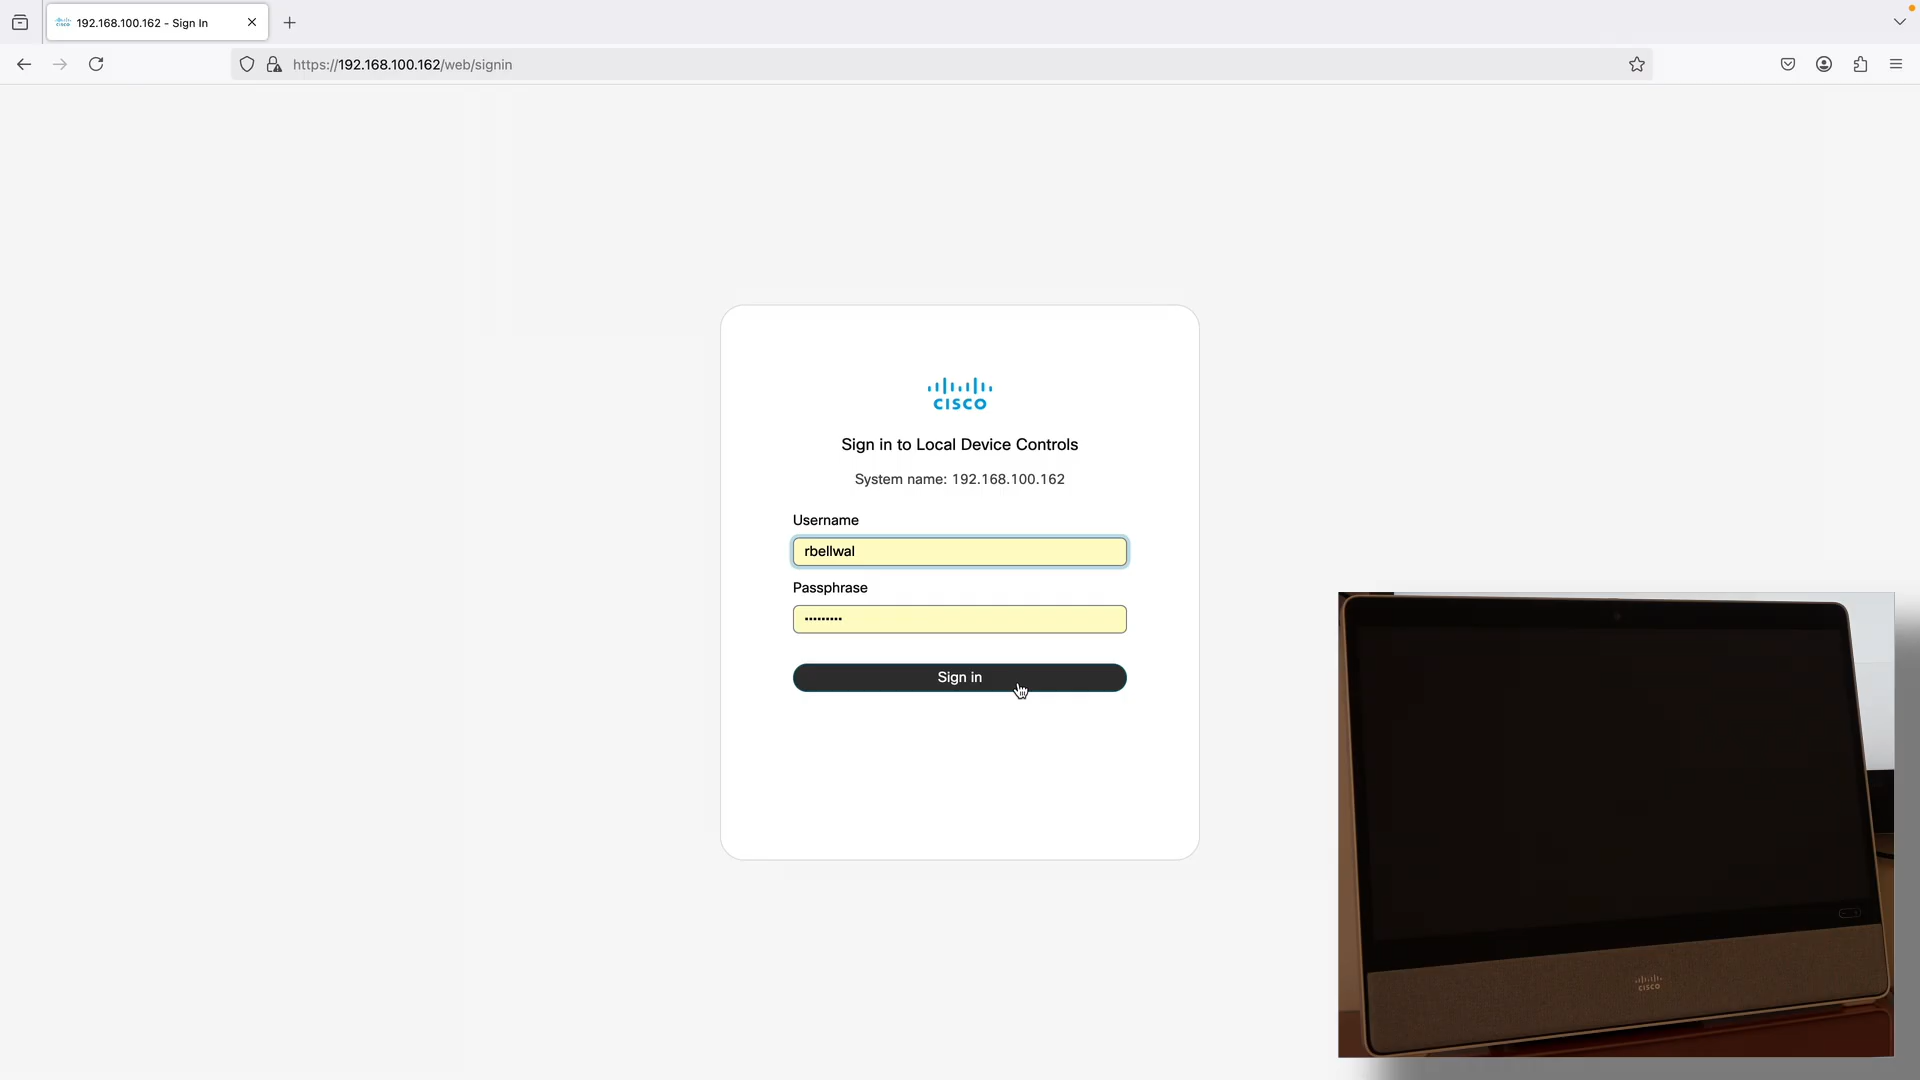 192.168.100.162 - Sign In
https://192.168.100.162/web/signin
CISCO
Sign in to Local Device Controls
System name: 192.168.100.162
Username
rbellwal
Passphrase
•••••••••
Sign in
CISCO